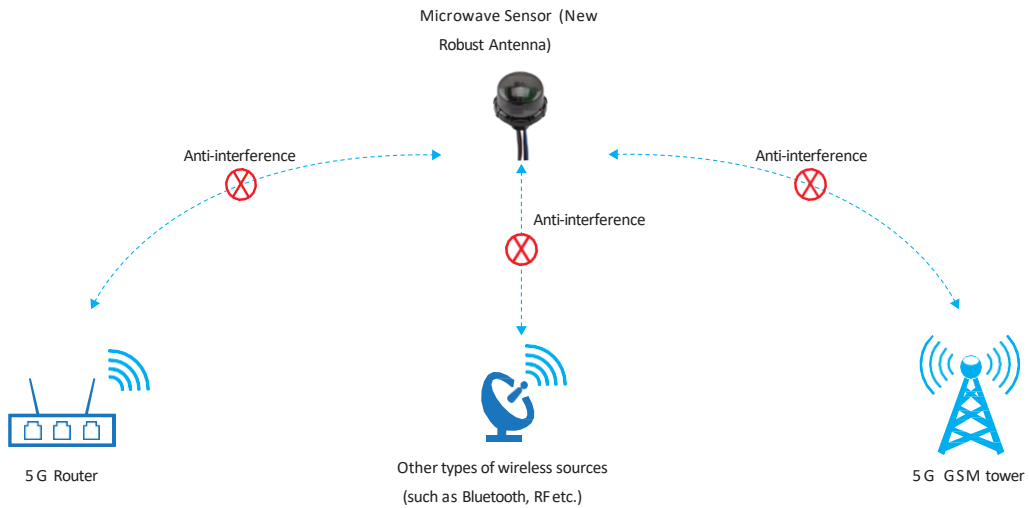 Microwave Sensor (New
Robust Antenna)
Anti-interference
Anti-interference
Anti-interference
5G Router
Other types of wireless sources
(such as Bluetooth, RF etc.)
5G GSM tower